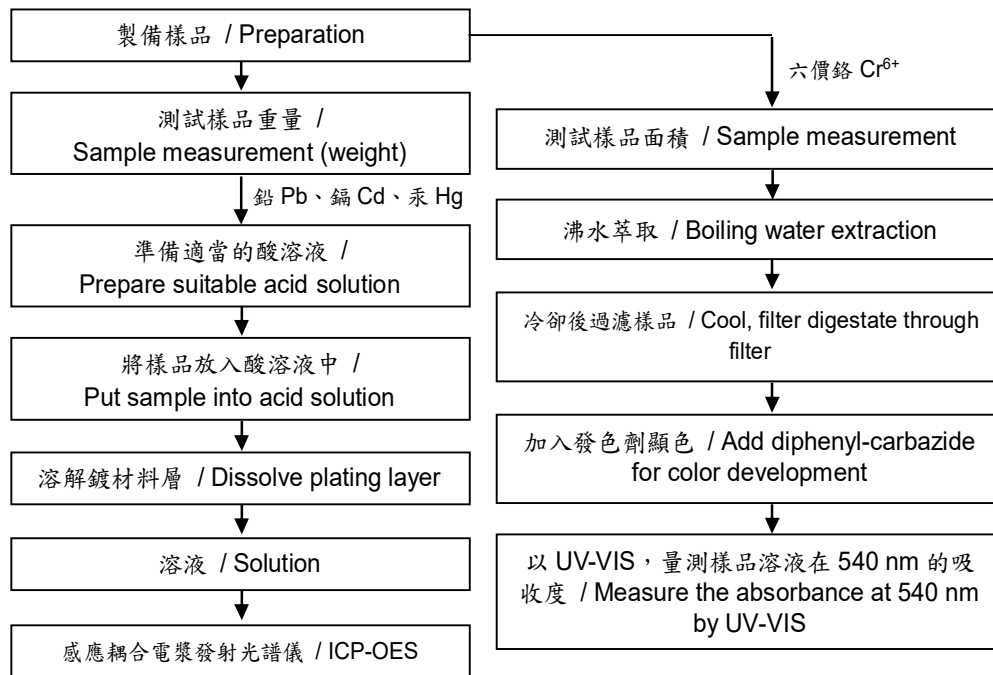 製備樣品 / Preparation
測試樣品重量 /
Sample measurement (weight)
鉛 Pb、鎘 Cd、汞 Hg
準備適當的酸溶液 /
Prepare suitable acid solution
將樣品放入酸溶液中 /
Put sample into acid solution
溶解鍍材料層 / Dissolve plating layer
溶液 / Solution
感應耦合電漿發射光譜儀 / ICP-OES
六價鉻 Cr⁶⁺
測試樣品面積 / Sample measurement
沸水萃取 / Boiling water extraction
冷卻後過濾樣品 / Cool, filter digestate through
filter
加入發色劑顯色 / Add diphenyl-carbazide
for color development
以 UV-VIS，量測樣品溶液在 540 nm 的吸
收度 / Measure the absorbance at 540 nm
by UV-VIS